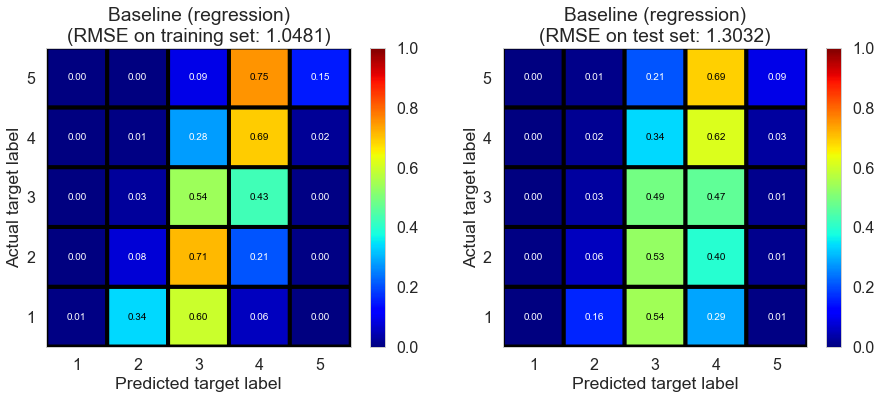 Baseline (regression)
(RMSE on training set: 1.0481)
Actual target label
5 0.00 0.00 0.09 0.75 0.15
4 0.00 0.01 0.28 0.69 0.02
3 0.00 0.03 0.54 0.43 0.00
2 0.00 0.08 0.71 0.21 0.00
1 0.01 0.34 0.60 0.06 0.00
1 2 3 4 5
Predicted target label
1.0
0.8
0.6
0.4
0.2
0.0
Baseline (regression)
(RMSE on test set: 1.3032)
Actual target label
5 0.00 0.01 0.21 0.69 0.09
4 0.00 0.02 0.34 0.62 0.03
3 0.00 0.03 0.49 0.47 0.01
2 0.00 0.06 0.53 0.40 0.01
1 0.00 0.16 0.54 0.29 0.01
1 2 3 4 5
Predicted target label
1.0
0.8
0.6
0.4
0.2
0.0